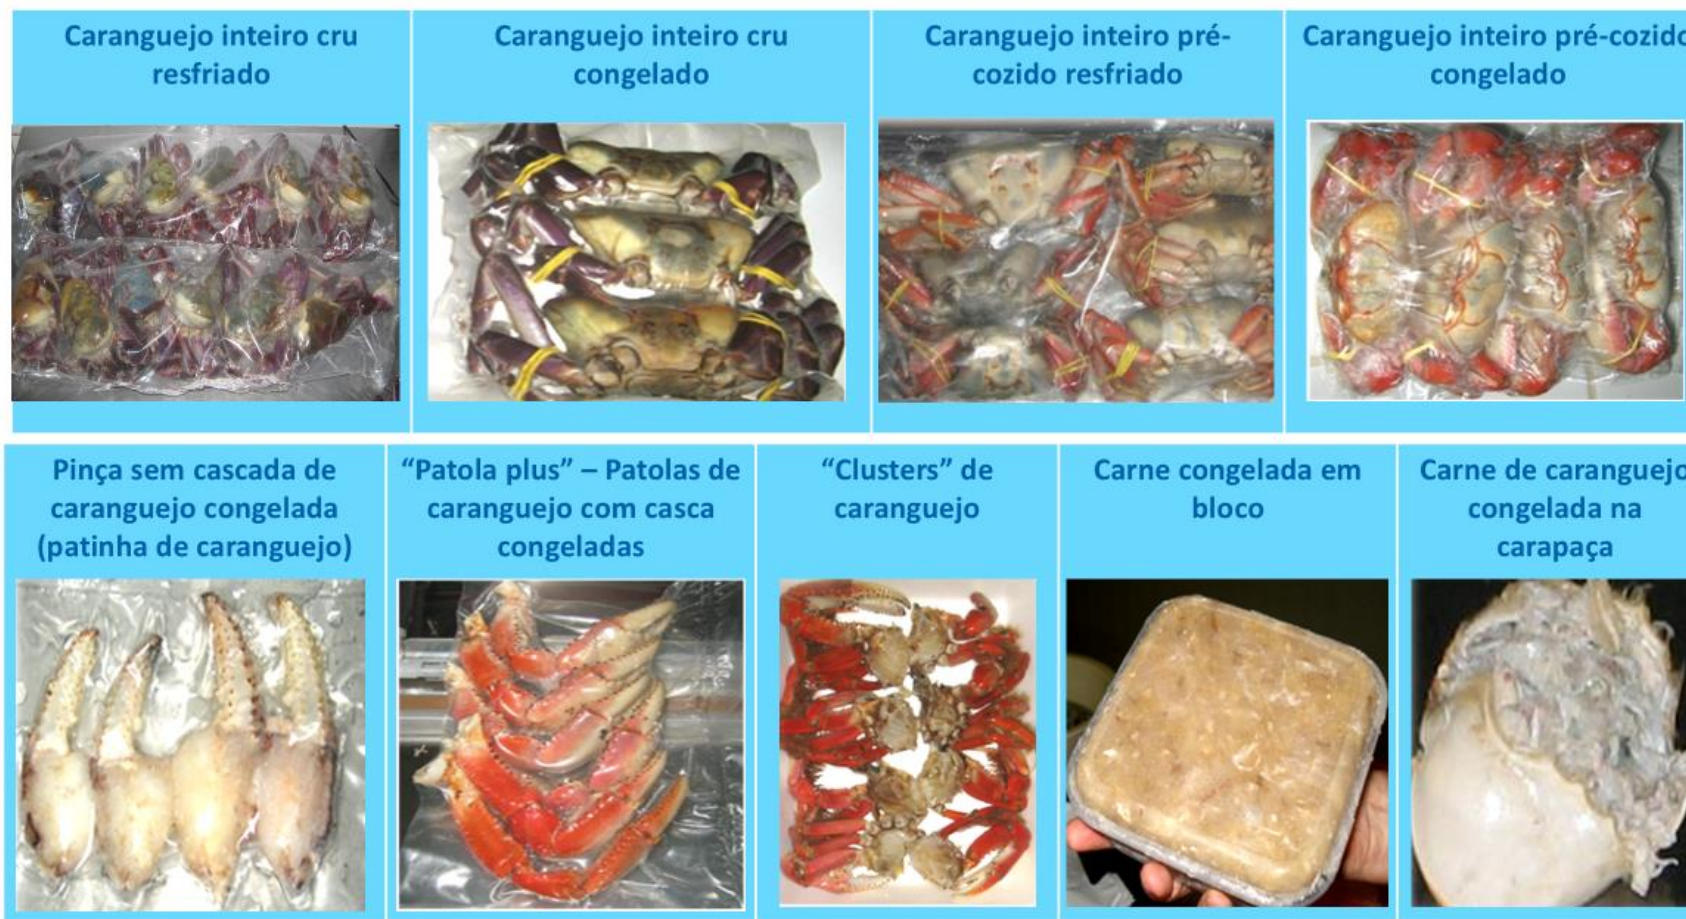 Caranguejo inteiro cru
resfriado
Caranguejo inteiro cru
congelado
Caranguejo inteiro pré-
cozido resfriado
Caranguejo inteiro pré-cozido
congelado
Pinça sem cascada de
caranguejo congelada
(patinha de caranguejo)
“Patola plus” – Patolas de
caranguejo com casca
congeladas
“Clusters” de
caranguejo
Carne congelada em
bloco
Carne de caranguejo
congelada na
carapaça